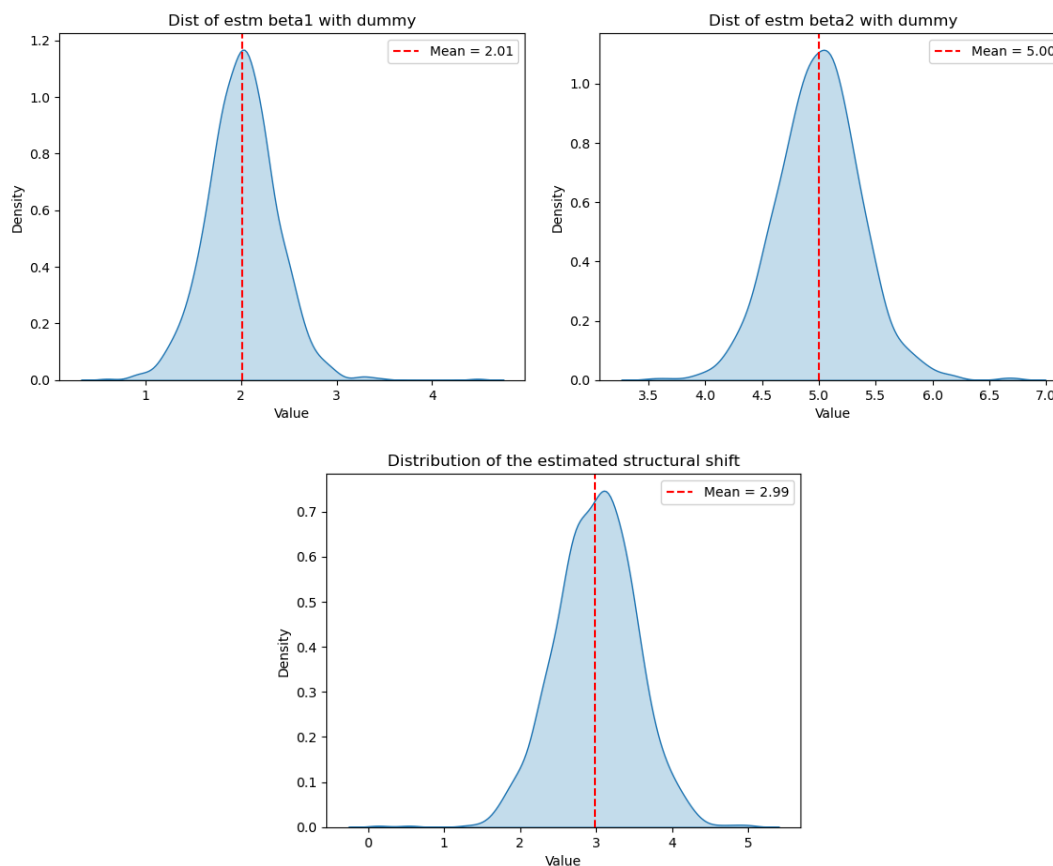 Dist of estm beta1 with dummy
Mean = 2.01
Density
1.2
1.0
0.8
0.6
0.4
0.2
0.0
1 2 3 4
Value
Dist of estm beta2 with dummy
Mean = 5.00
Density
1.0
0.8
0.6
0.4
0.2
0.0
3.5 4.0 4.5 5.0 5.5 6.0 6.5 7.0
Value
Distribution of the estimated structural shift
Mean = 2.99
Density
0.7
0.6
0.5
0.4
0.3
0.2
0.1
0.0
0 1 2 3 4 5
Value